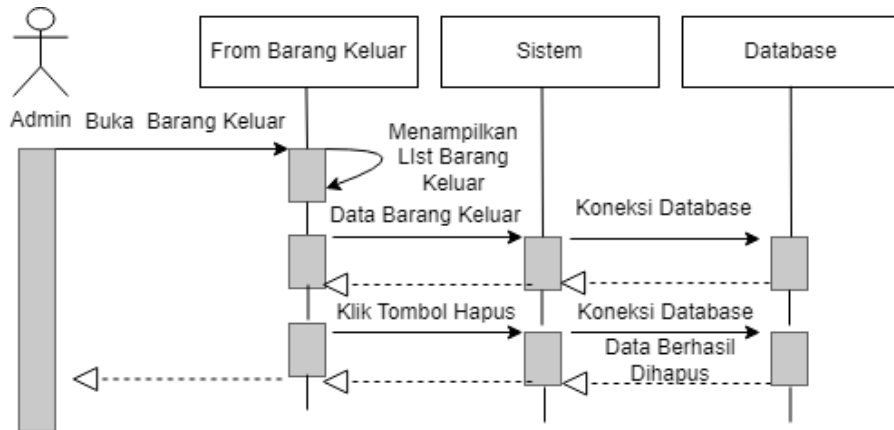 From Barang Keluar
Sistem
Database
Admin
Buka Barang Keluar
Menampilkan
LIst Barang
Keluar
Data Barang Keluar
Koneksi Database
Klik Tombol Hapus
Koneksi Database
Data Berhasil
Dihapus